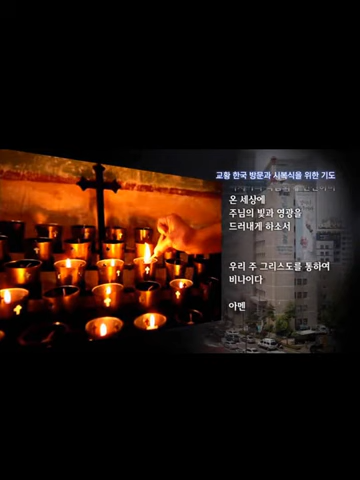 교황 한국 방문과 시복식을 위한 기도
온 세상에
주님의 빛과 영광을
드러내게 하소서
우리 주 그리스도를 통하여
비나이다
아멘